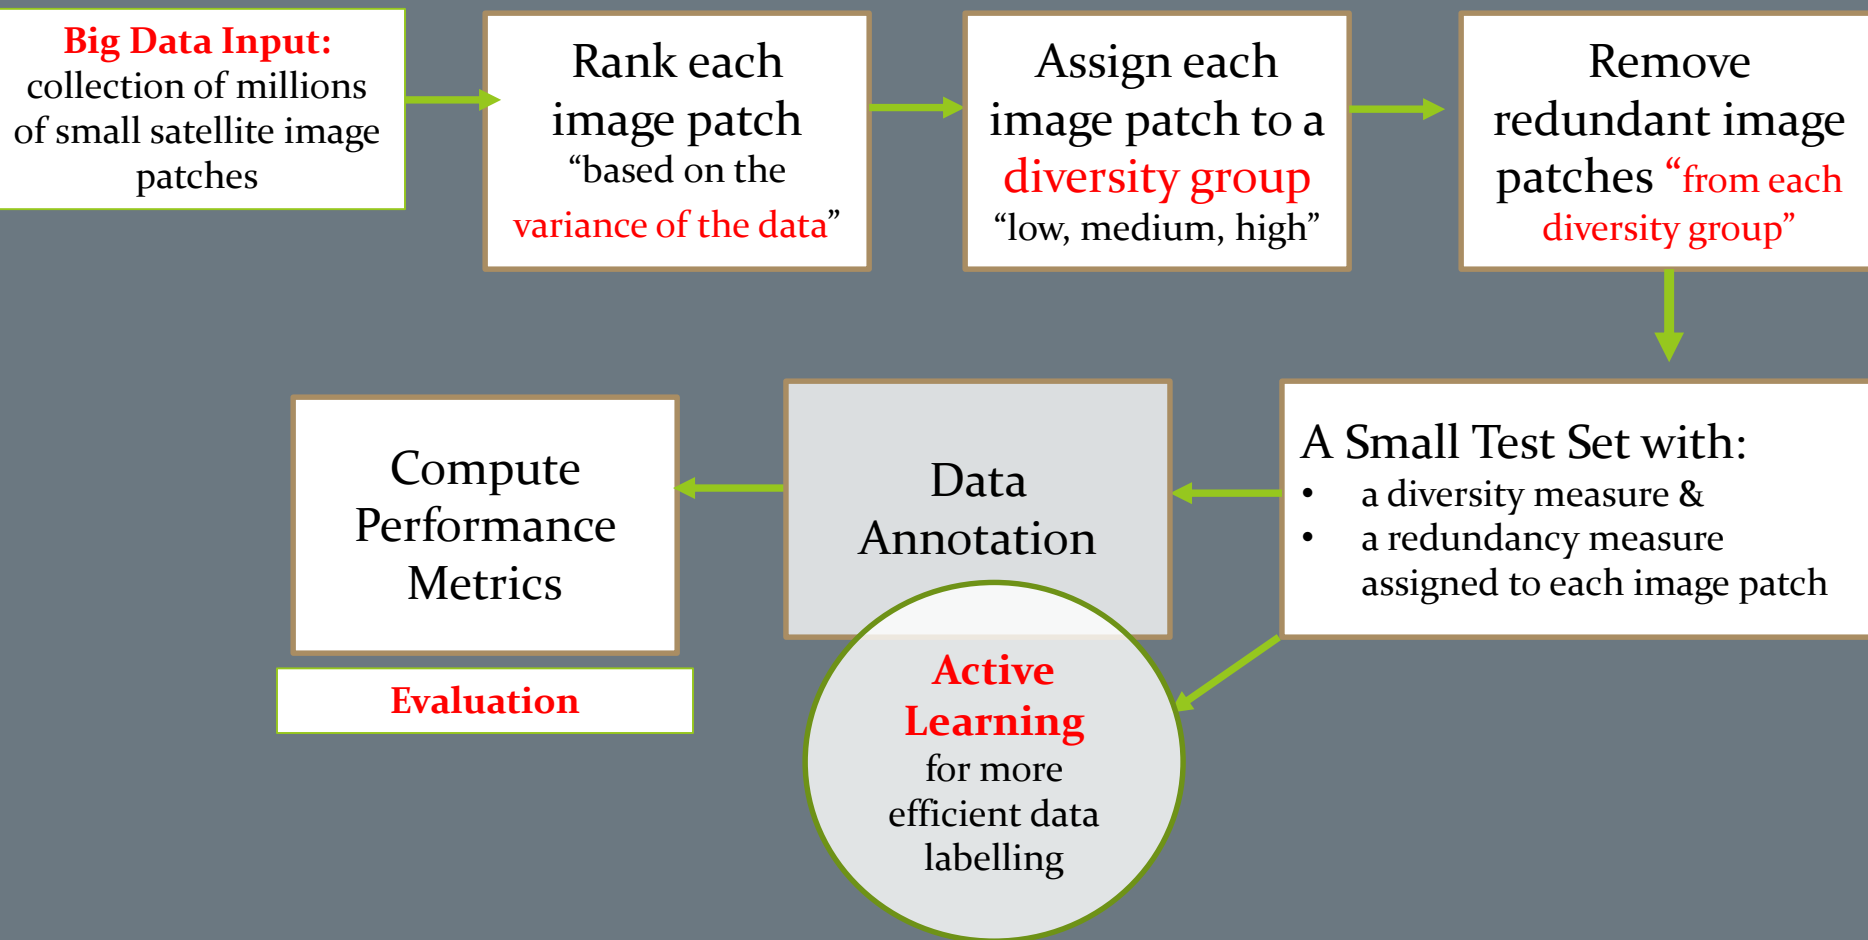 Big Data Input:
collection of millions
of small satellite image
patches
Rank each
image patch
“based on the
variance of the data”
Assign each
image patch to a
diversity group
“low, medium, high”
Remove
redundant image
patches “from each
diversity group”
A Small Test Set with:
• a diversity measure &
• a redundancy measure
assigned to each image patch
Data
Annotation
Active
Learning
for more
efficient data
labelling
Compute
Performance
Metrics
Evaluation